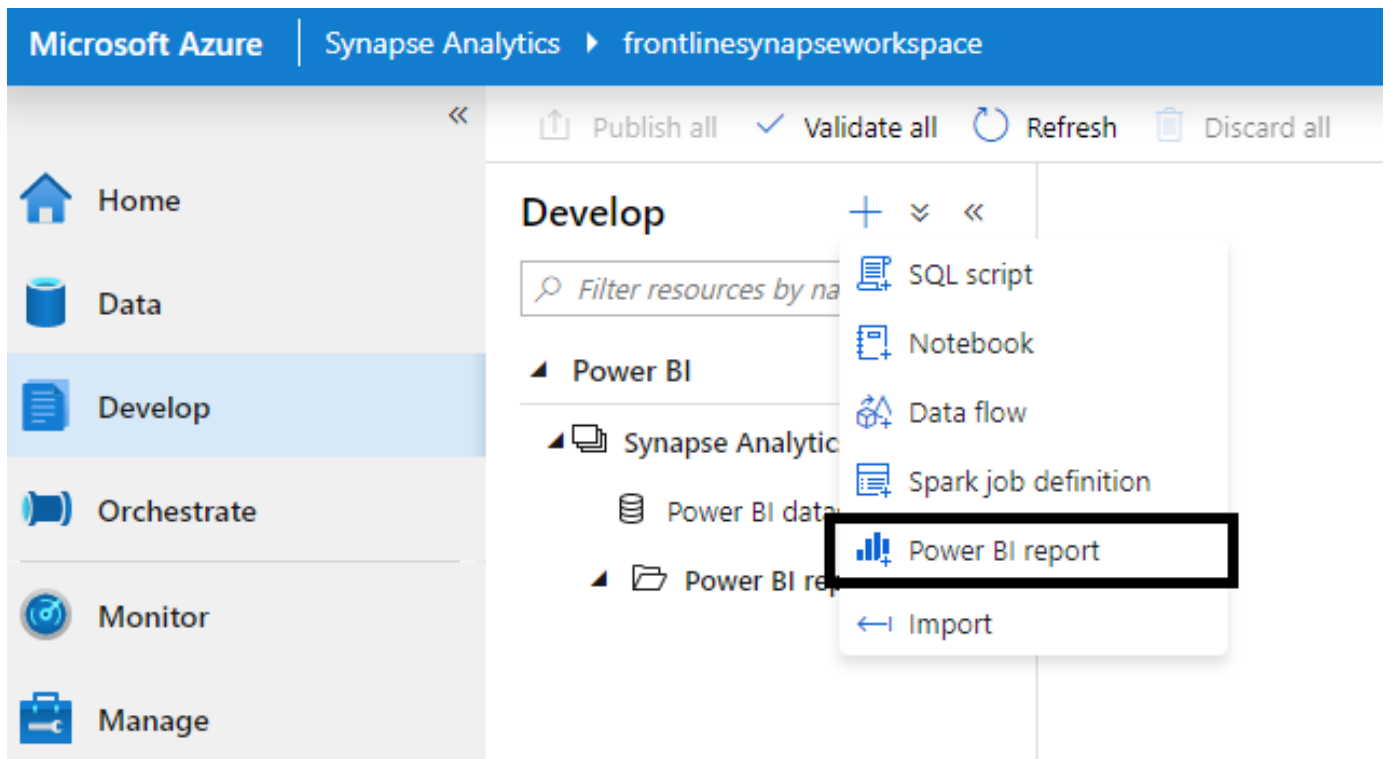 Microsoft Azure Synapse Analytics frontlinesynapseworkspace
Publish all Validate all Refresh Discard all
Home
Data
Develop
Orchestrate
Monitor
Manage
Develop
Filter resources by na
Power BI
Synapse Analytic
Power BI data
Power BI rep
SQL script
Notebook
Data flow
Spark job definition
Power BI report
Import